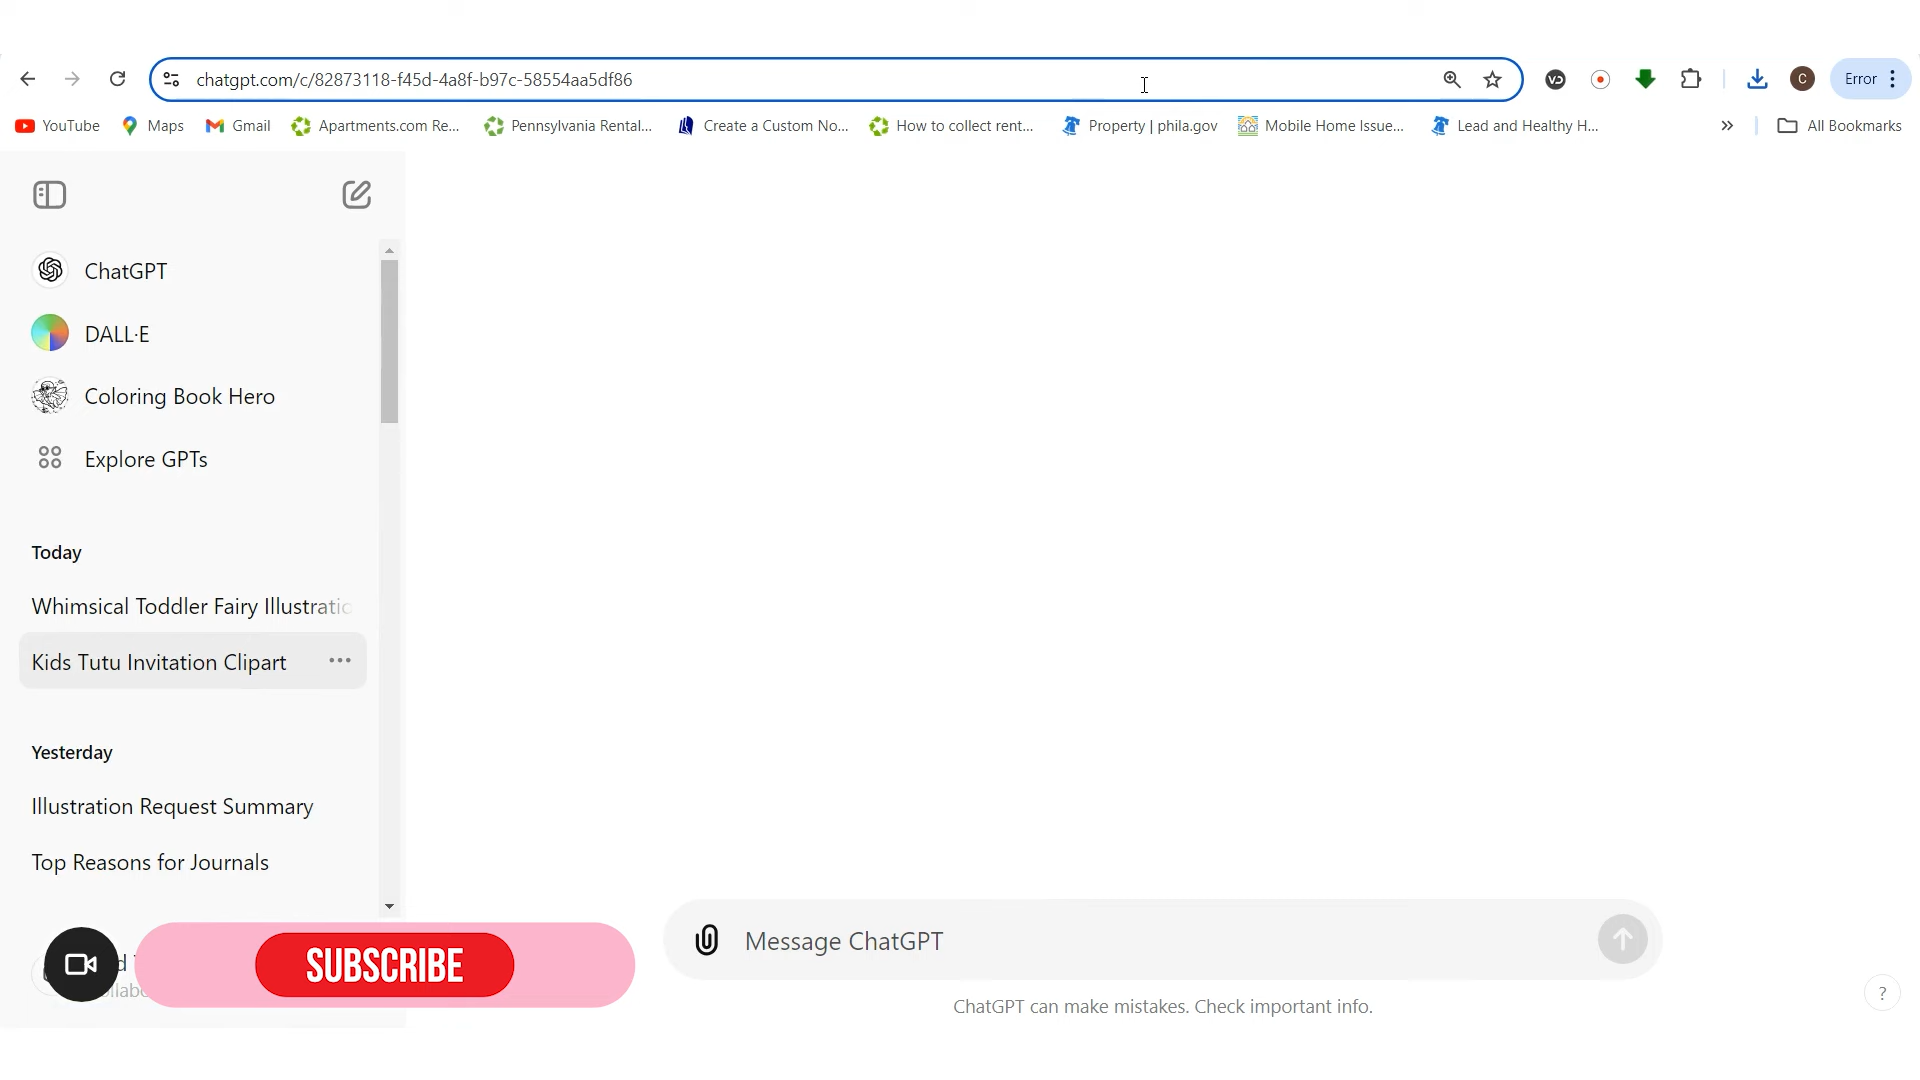 chatgpt.com/c/82873118-f45d-4a8f-b97c-58554aa5df86
Error
YouTube Maps Gmail Apartments.com Re... Pennsylvania Rental... Create a Custom No... How to collect rent... Property | phila.gov Mobile Home Issue... Lead and Healthy H... All Bookmarks
ChatGPT
DALL·E
Coloring Book Hero
Explore GPTs
Today
Whimsical Toddler Fairy Illustratio
Kids Tutu Invitation Clipart
Yesterday
Illustration Request Summary
Top Reasons for Journals
SUBSCRIBE
Message ChatGPT
ChatGPT can make mistakes. Check important info.
?